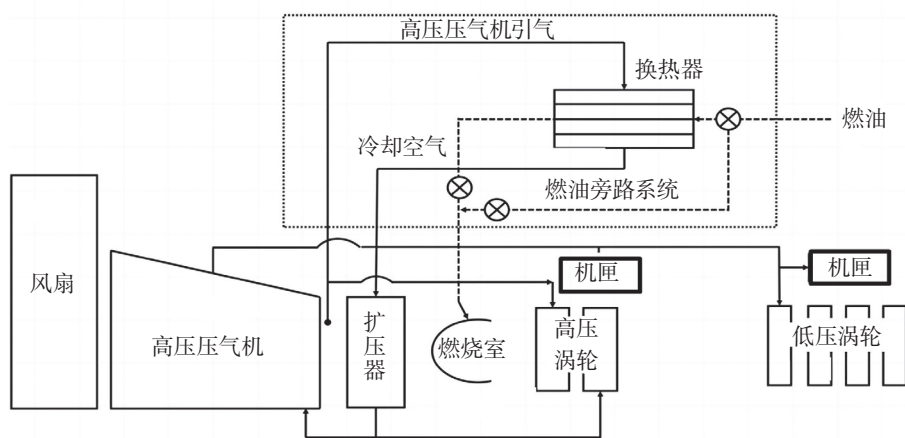 高压压气机引气
换热器
燃油
冷却空气
燃油旁路系统
风扇
高压压气机
扩
压
器
燃烧室
机匣
高压
涡轮
机匣
低压涡轮